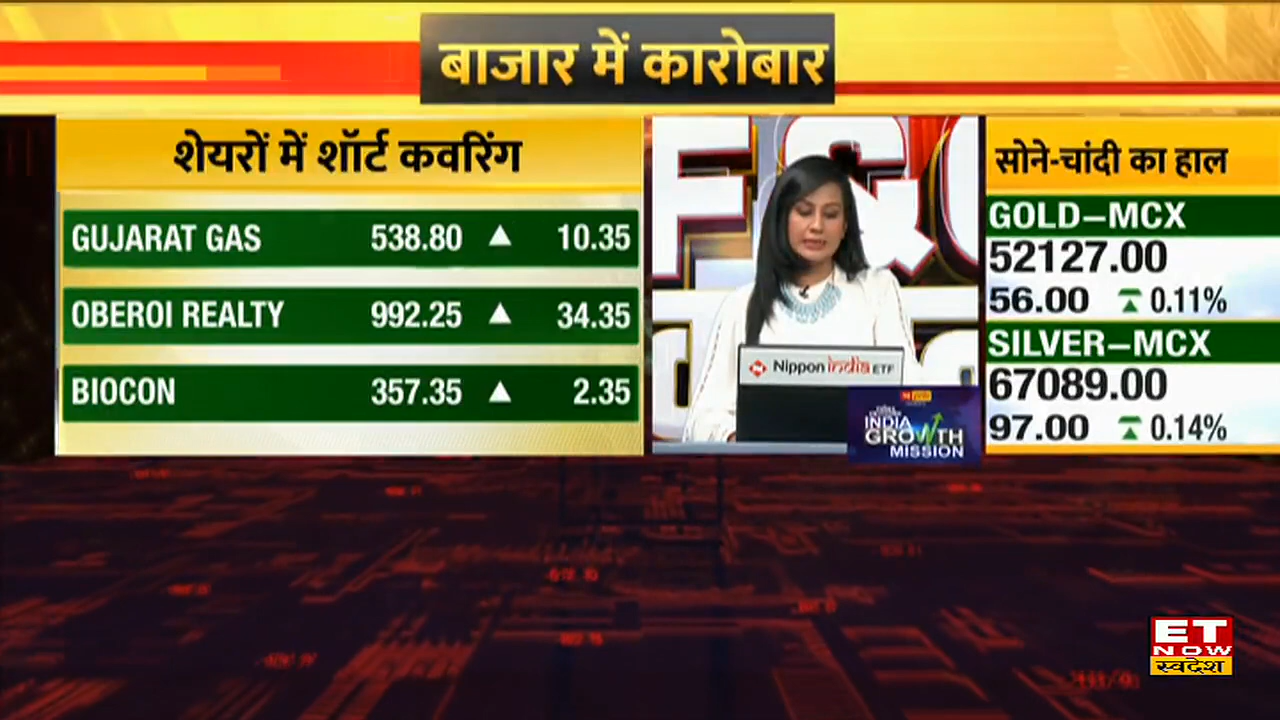 बाजार में कारोबार
शेयरों में शॉर्ट कवरिंग
GUJARAT GAS 538.80 ▲ 10.35
OBEROI REALTY 992.25 ▲ 34.35
BIOCON 357.35 ▲ 2.35
Nippon india ETF
INDIA
GROWTH
MISSION
सोने-चांदी का हाल
GOLD–MCX
52127.00
56.00 0.11%
SILVER–MCX
67089.00
97.00 0.14%
ET
NOW
स्वदेश